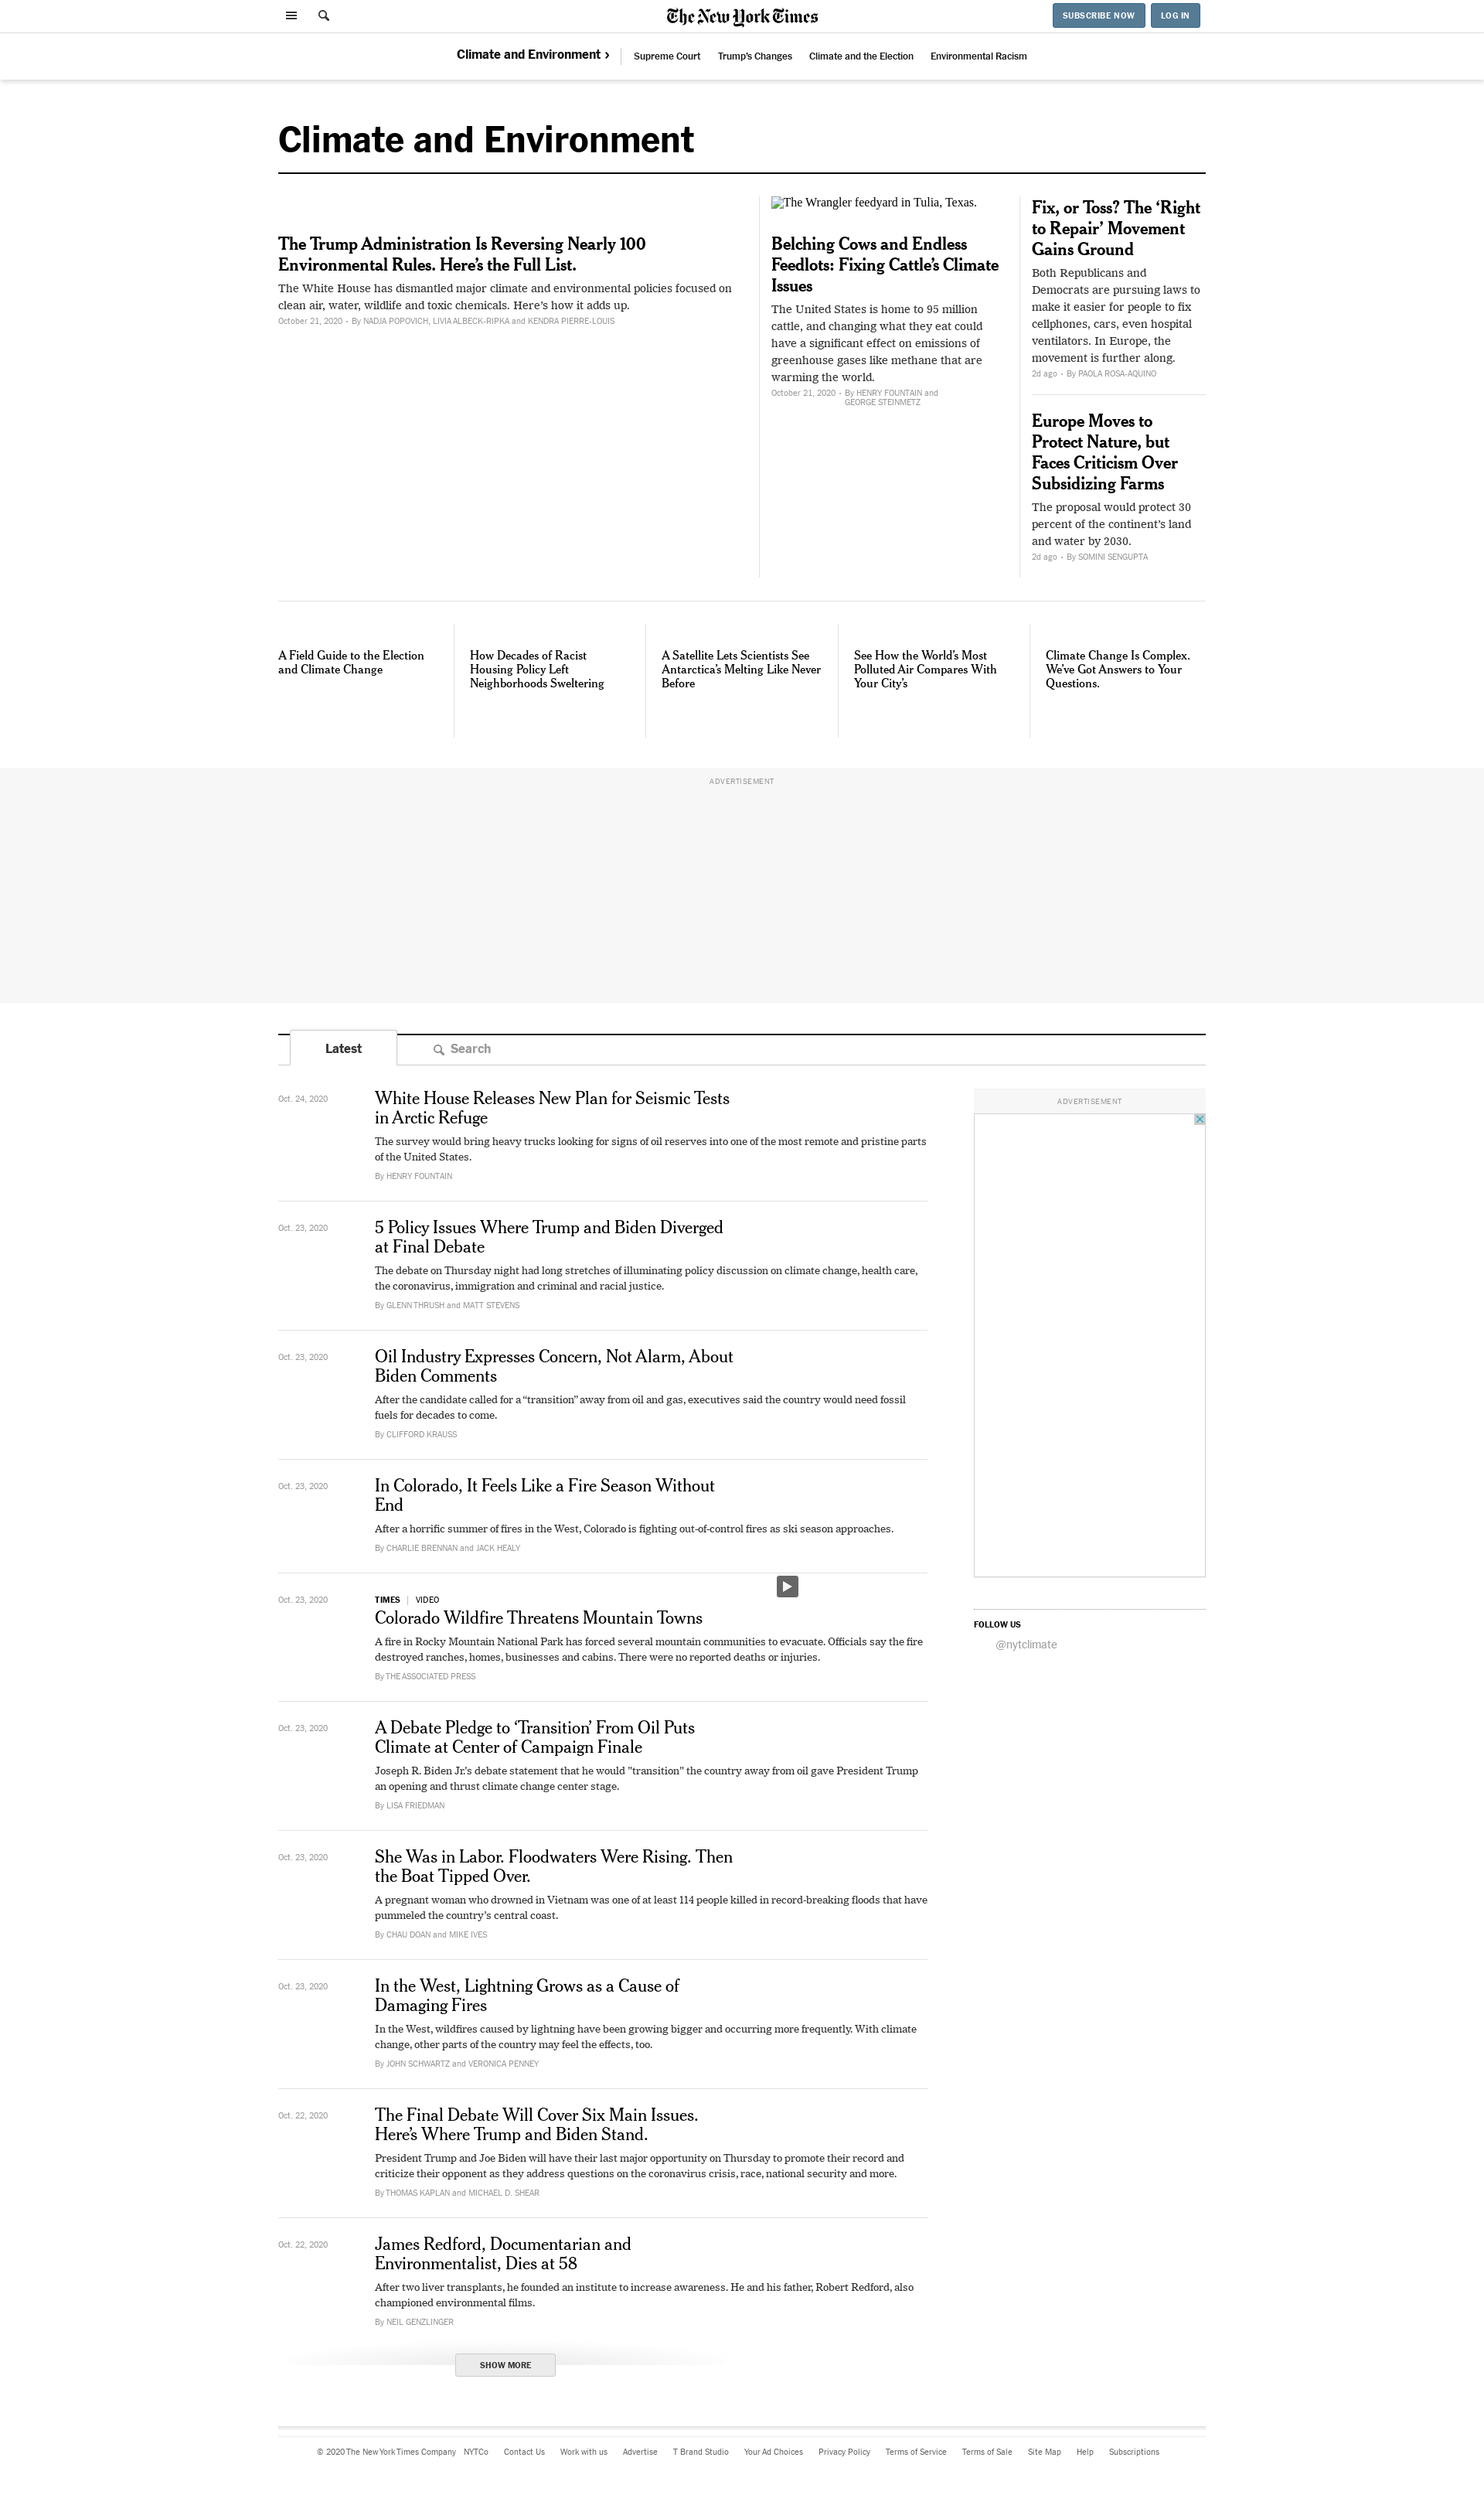 The New York Times
SUBSCRIBE NOW
LOG IN
Climate and Environment ›
Supreme Court
Trump's Changes
Climate and the Election
Environmental Racism
Climate and Environment
The Trump Administration Is Reversing Nearly 100
Environmental Rules. Here’s the Full List.
The White House has dismantled major climate and environmental policies focused on
clean air, water, wildlife and toxic chemicals. Here’s how it adds up.
October 21, 2020 • By NADJA POPOVICH, LIVIA ALBECK-RIPKA and KENDRA PIERRE-LOUIS
The Wrangler feedyard in Tulia, Texas.
Belching Cows and Endless
Feedlots: Fixing Cattle’s Climate
Issues
The United States is home to 95 million
cattle, and changing what they eat could
have a significant effect on emissions of
greenhouse gases like methane that are
warming the world.
October 21, 2020 • By HENRY FOUNTAIN and
GEORGE STEINMETZ
Fix, or Toss? The ‘Right
to Repair’ Movement
Gains Ground
Both Republicans and
Democrats are pursuing laws to
make it easier for people to fix
cellphones, cars, even hospital
ventilators. In Europe, the
movement is further along.
2d ago • By PAOLA ROSA-AQUINO
Europe Moves to
Protect Nature, but
Faces Criticism Over
Subsidizing Farms
The proposal would protect 30
percent of the continent’s land
and water by 2030.
2d ago • By SOMINI SENGUPTA
A Field Guide to the Election
and Climate Change
How Decades of Racist
Housing Policy Left
Neighborhoods Sweltering
A Satellite Lets Scientists See
Antarctica’s Melting Like Never
Before
See How the World’s Most
Polluted Air Compares With
Your City’s
Climate Change Is Complex.
We’ve Got Answers to Your
Questions.
ADVERTISEMENT
Latest
Search
Oct. 24, 2020
White House Releases New Plan for Seismic Tests
in Arctic Refuge
The survey would bring heavy trucks looking for signs of oil reserves into one of the most remote and pristine parts
of the United States.
By HENRY FOUNTAIN
ADVERTISEMENT
Oct. 23, 2020
5 Policy Issues Where Trump and Biden Diverged
at Final Debate
The debate on Thursday night had long stretches of illuminating policy discussion on climate change, health care,
the coronavirus, immigration and criminal and racial justice.
By GLENN THRUSH and MATT STEVENS
Oct. 23, 2020
Oil Industry Expresses Concern, Not Alarm, About
Biden Comments
After the candidate called for a “transition” away from oil and gas, executives said the country would need fossil
fuels for decades to come.
By CLIFFORD KRAUSS
Oct. 23, 2020
In Colorado, It Feels Like a Fire Season Without
End
After a horrific summer of fires in the West, Colorado is fighting out-of-control fires as ski season approaches.
By CHARLIE BRENNAN and JACK HEALY
Oct. 23, 2020
TIMES | VIDEO
Colorado Wildfire Threatens Mountain Towns
A fire in Rocky Mountain National Park has forced several mountain communities to evacuate. Officials say the fire
destroyed ranches, homes, businesses and cabins. There were no reported deaths or injuries.
By THE ASSOCIATED PRESS
FOLLOW US
@nytclimate
Oct. 23, 2020
A Debate Pledge to ‘Transition’ From Oil Puts
Climate at Center of Campaign Finale
Joseph R. Biden Jr.'s debate statement that he would "transition" the country away from oil gave President Trump
an opening and thrust climate change center stage.
By LISA FRIEDMAN
Oct. 23, 2020
She Was in Labor. Floodwaters Were Rising. Then
the Boat Tipped Over.
A pregnant woman who drowned in Vietnam was one of at least 114 people killed in record-breaking floods that have
pummeled the country’s central coast.
By CHAU DOAN and MIKE IVES
Oct. 23, 2020
In the West, Lightning Grows as a Cause of
Damaging Fires
In the West, wildfires caused by lightning have been growing bigger and occurring more frequently. With climate
change, other parts of the country may feel the effects, too.
By JOHN SCHWARTZ and VERONICA PENNEY
Oct. 22, 2020
The Final Debate Will Cover Six Main Issues.
Here’s Where Trump and Biden Stand.
President Trump and Joe Biden will have their last major opportunity on Thursday to promote their record and
criticize their opponent as they address questions on the coronavirus crisis, race, national security and more.
By THOMAS KAPLAN and MICHAEL D. SHEAR
Oct. 22, 2020
James Redford, Documentarian and
Environmentalist, Dies at 58
After two liver transplants, he founded an institute to increase awareness. He and his father, Robert Redford, also
championed environmental films.
By NEIL GENZLINGER
SHOW MORE
© 2020 The New York Times Company NYTCo Contact Us Work with us Advertise T Brand Studio Your Ad Choices Privacy Policy Terms of Service Terms of Sale Site Map Help Subscriptions